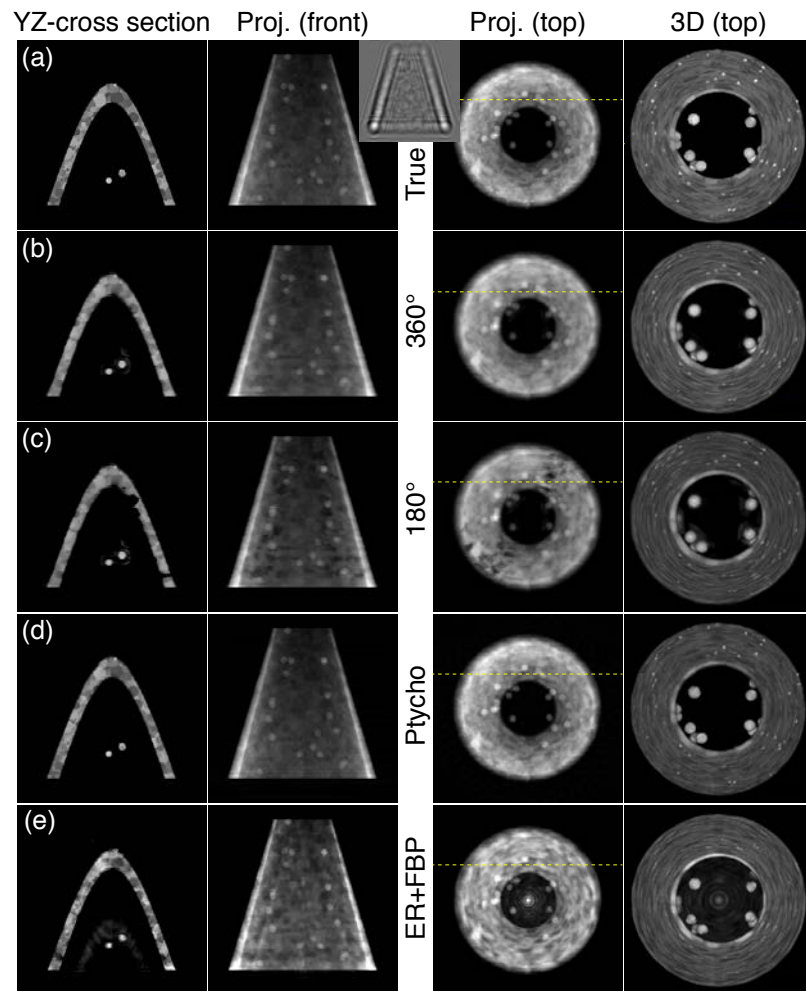 YZ-cross section Proj. (front) Proj. (top) 3D (top)
(a)
True
(b)
360°
(c)
180°
(d)
Ptycho
(e)
ER+FBP